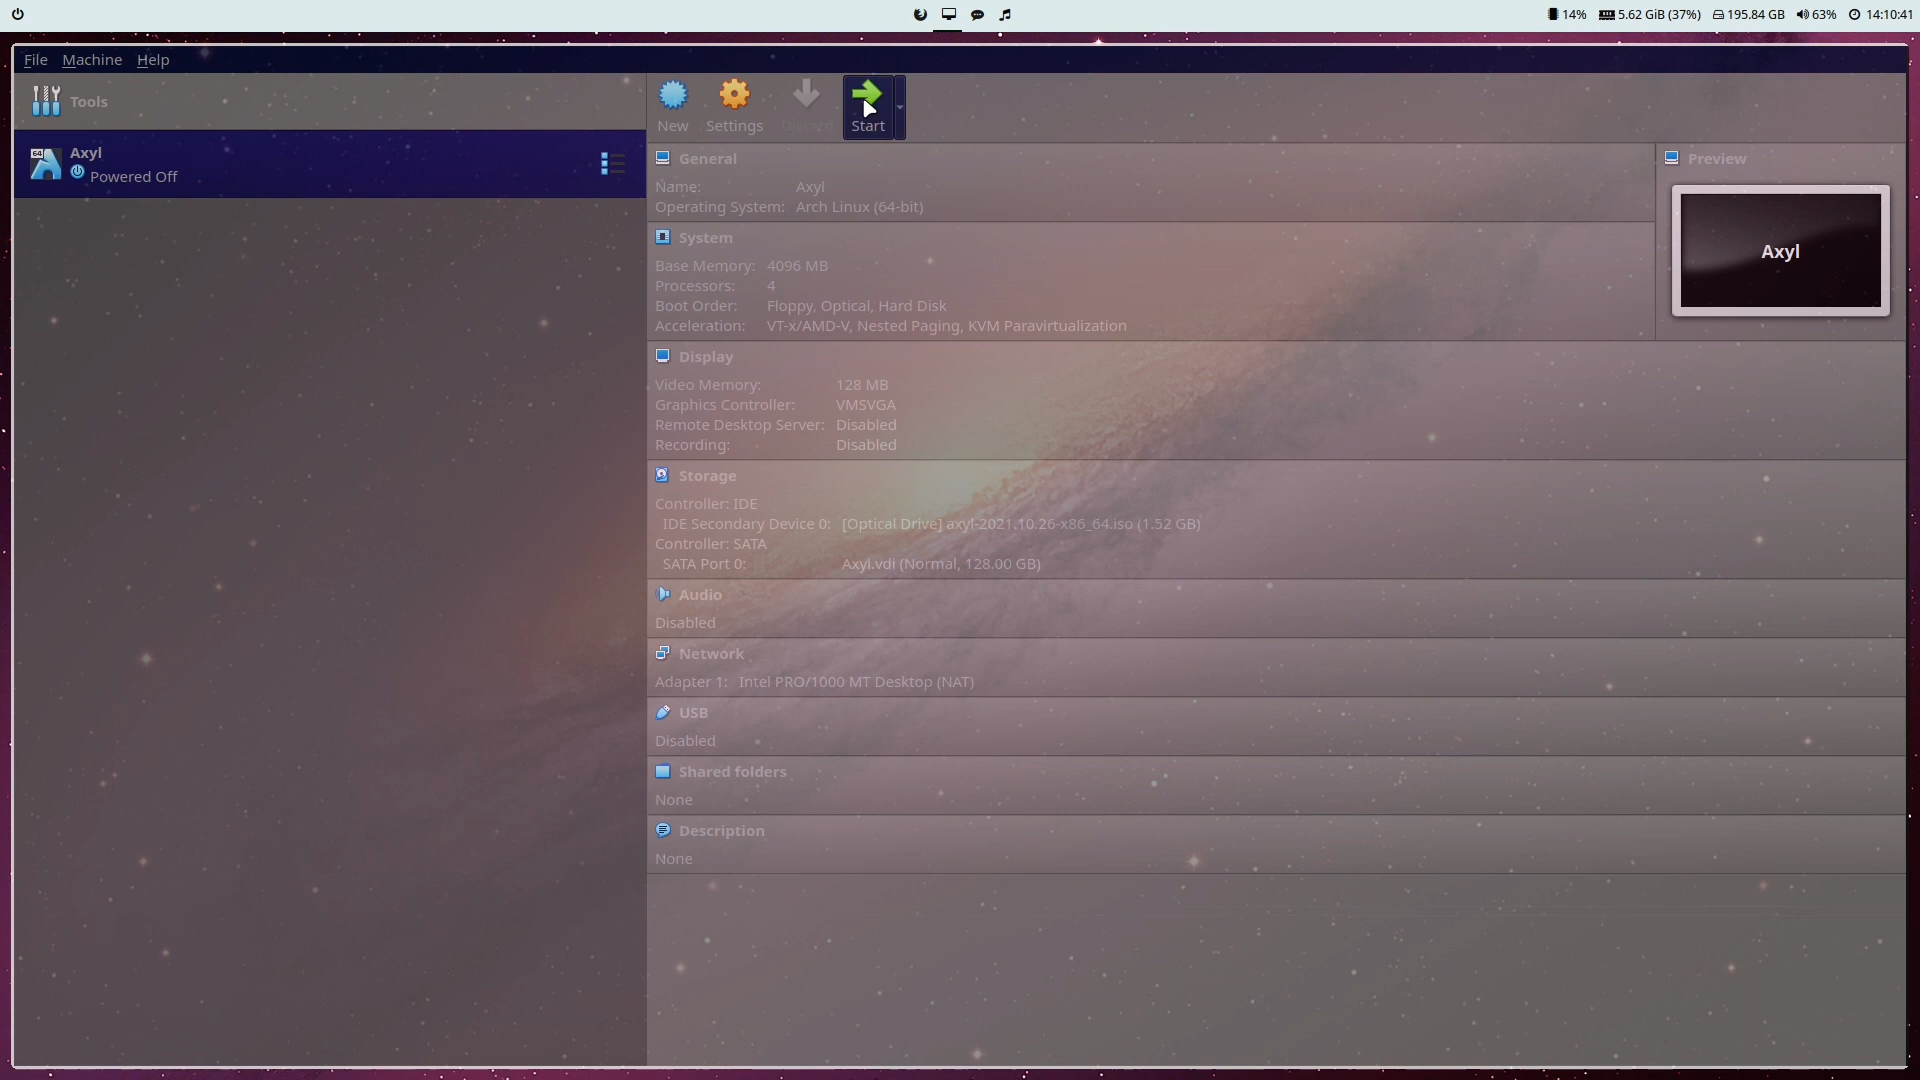 14% 5.62 GiB (37%) 195.84 GB 63% 14:10:41
File Machine Help
Tools
64 Axyl
Powered Off
New Settings Discard Start
General
Name: Axyl
Operating System: Arch Linux (64-bit)
System
Base Memory: 4096 MB
Processors: 4
Boot Order: Floppy, Optical, Hard Disk
Acceleration: VT-x/AMD-V, Nested Paging, KVM Paravirtualization
Preview
Axyl
Display
Video Memory: 128 MB
Graphics Controller: VMSVGA
Remote Desktop Server: Disabled
Recording: Disabled
Storage
Controller: IDE
IDE Secondary Device 0: [Optical Drive] axyl-2021.10.26-x86_64.iso (1.52 GB)
Controller: SATA
SATA Port 0: Axyl.vdi (Normal, 128.00 GB)
Audio
Disabled
Network
Adapter 1: Intel PRO/1000 MT Desktop (NAT)
USB
Disabled
Shared folders
None
Description
None